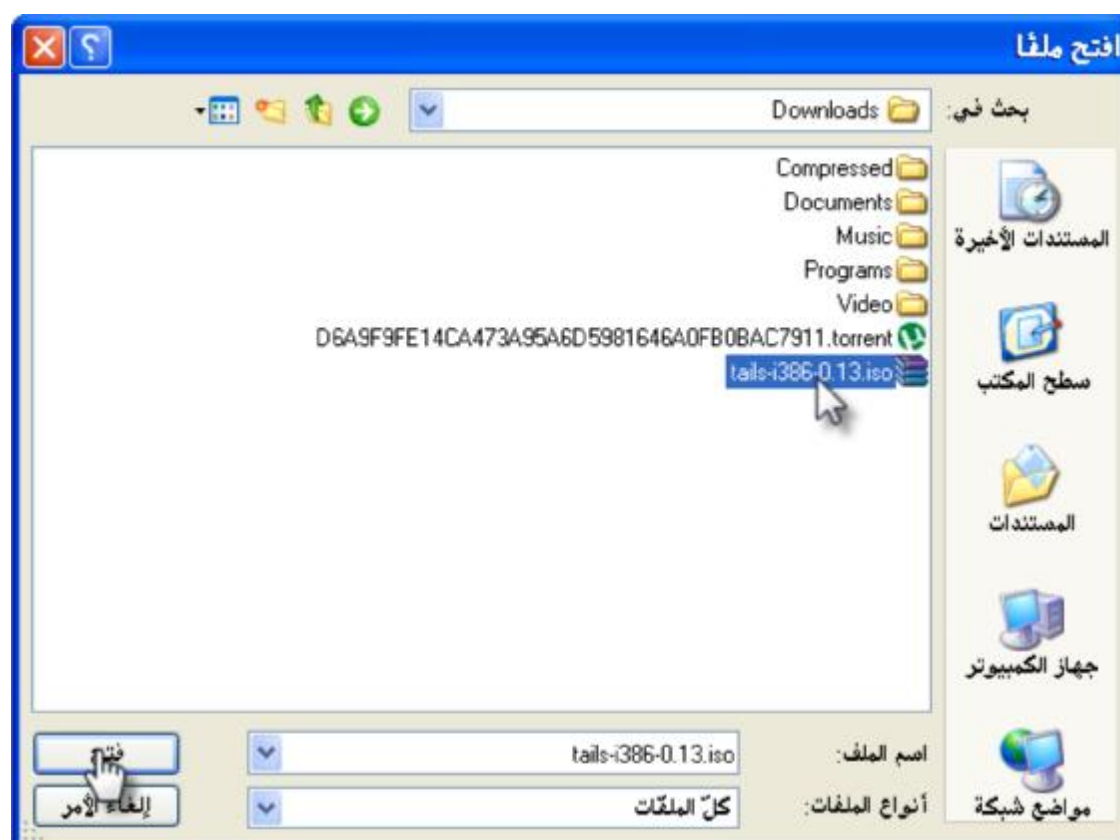 افتح ملفًا
بحث في:
Downloads
Compressed
Documents
Music
Programs
Video
D6A9F9FE14CA473A95A6D5981646A0FB0BAC7911.torrent
tails-i386-0.13.iso
المستندات الأخيرة
سطح المكتب
المستندات
جهاز الكمبيوتر
مواضع شبكة
اسم الملف:
tails-i386-0.13.iso
فتح
أنواع الملفات:
كلّ الملفّات
إلغاء الأمر